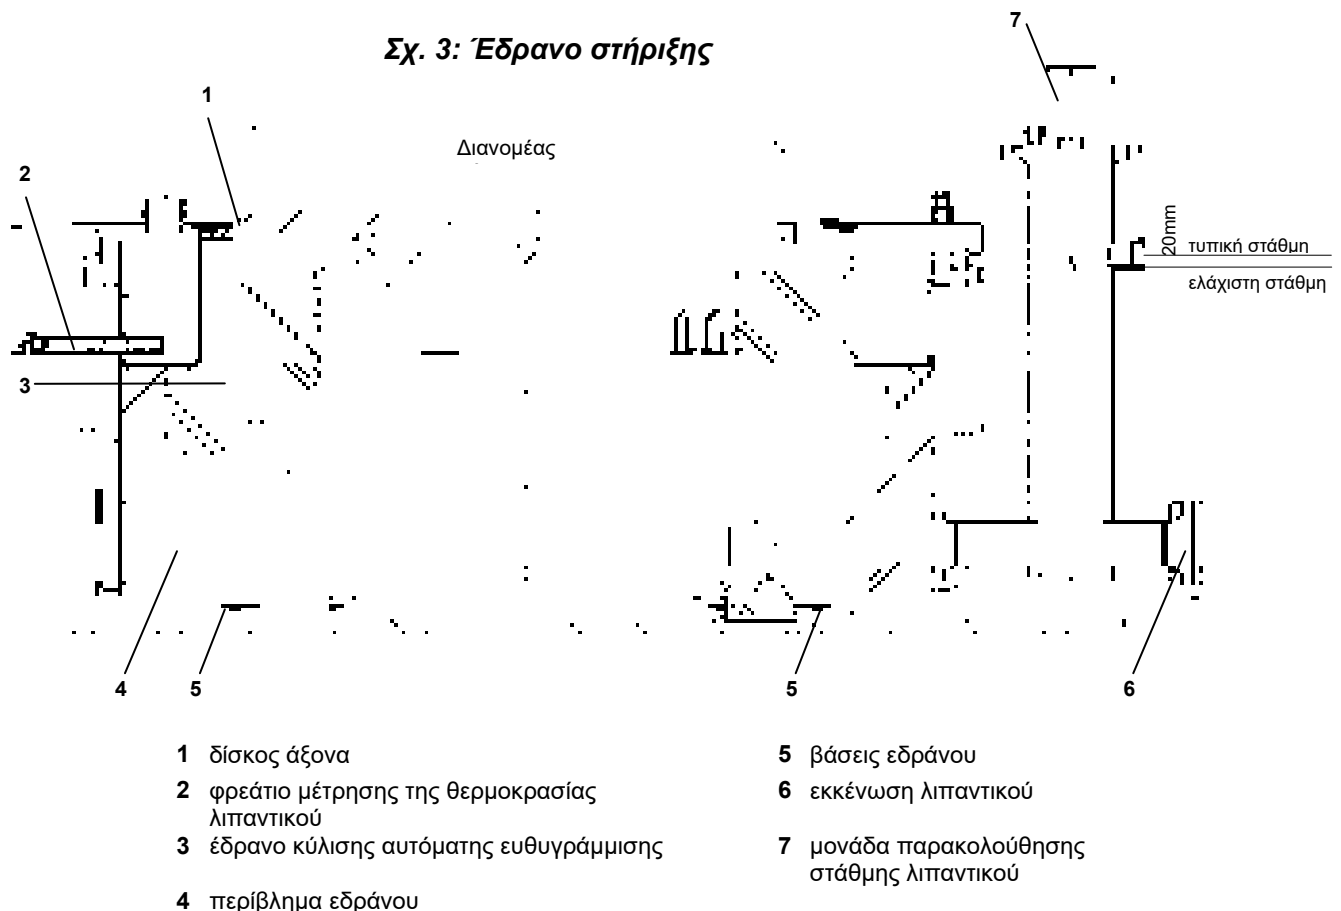 Σχ. 3: Έδρανο στήριξης
7
1
Διανομέας
2
20mm
τυπική στάθμη
ελάχιστη στάθμη
3
4
5
5
6
1 δίσκος άξονα
2 φρεάτιο μέτρησης της θερμοκρασίας
λιπαντικού
3 έδρανο κύλισης αυτόματης ευθυγράμμισης
4 περίβλημα εδράνου
5 βάσεις εδράνου
6 εκκένωση λιπαντικού
7 μονάδα παρακολούθησης
στάθμης λιπαντικού